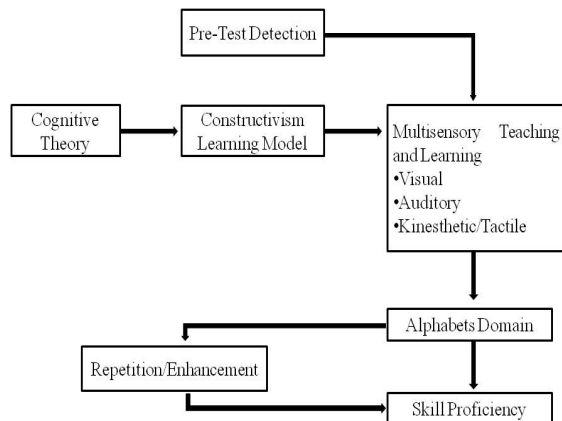 Pre-Test Detection
Cognitive
Theory
Constructivism
Learning Model
Multisensory Teaching
and Learning
•Visual
•Auditory
•Kinesthetic/Tactile
Alphabets Domain
Repetition/Enhancement
Skill Proficiency